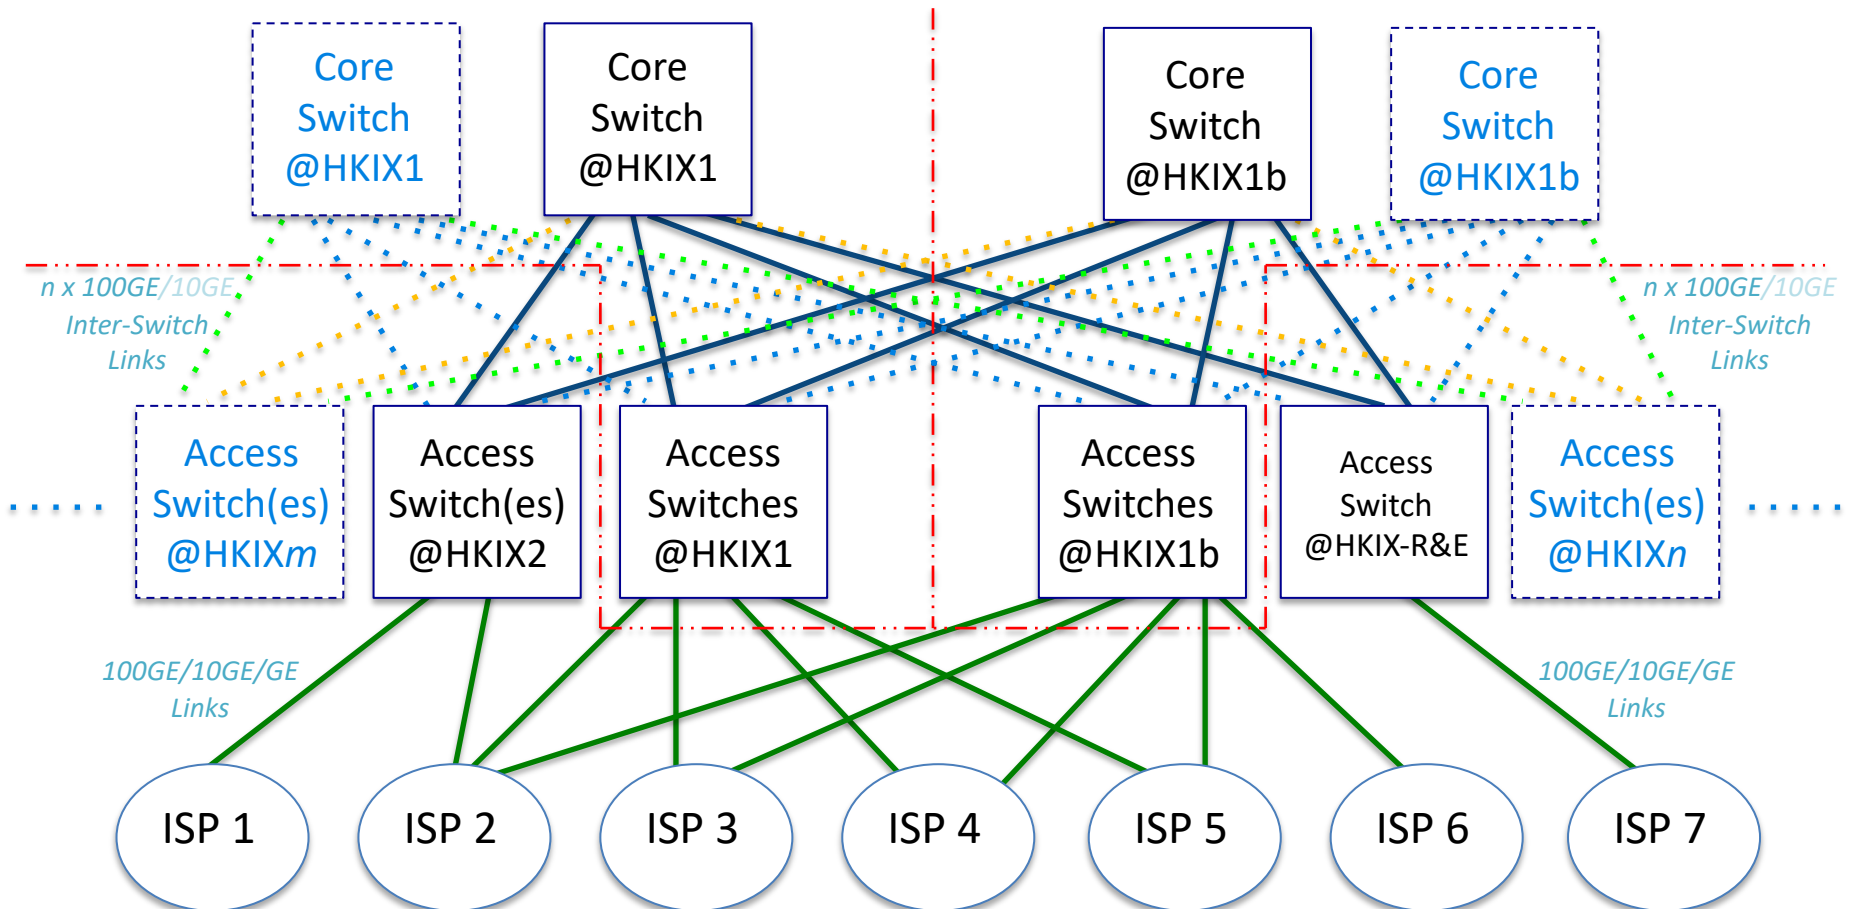 Core
Switch
@HKIX1
Core
Switch
@HKIX1
Core
Switch
@HKIX1b
Core
Switch
@HKIX1b
n x 100GE/10GE
Inter-Switch
Links
n x 100GE/10GE
Inter-Switch
Links
Access
Switch(es)
@HKIXm
Access
Switch(es)
@HKIX2
Access
Switches
@HKIX1
Access
Switches
@HKIX1b
Access
Switch
@HKIX-R&E
Access
Switch(es)
@HKIXn
100GE/10GE/GE
Links
100GE/10GE/GE
Links
ISP 1
ISP 2
ISP 3
ISP 4
ISP 5
ISP 6
ISP 7